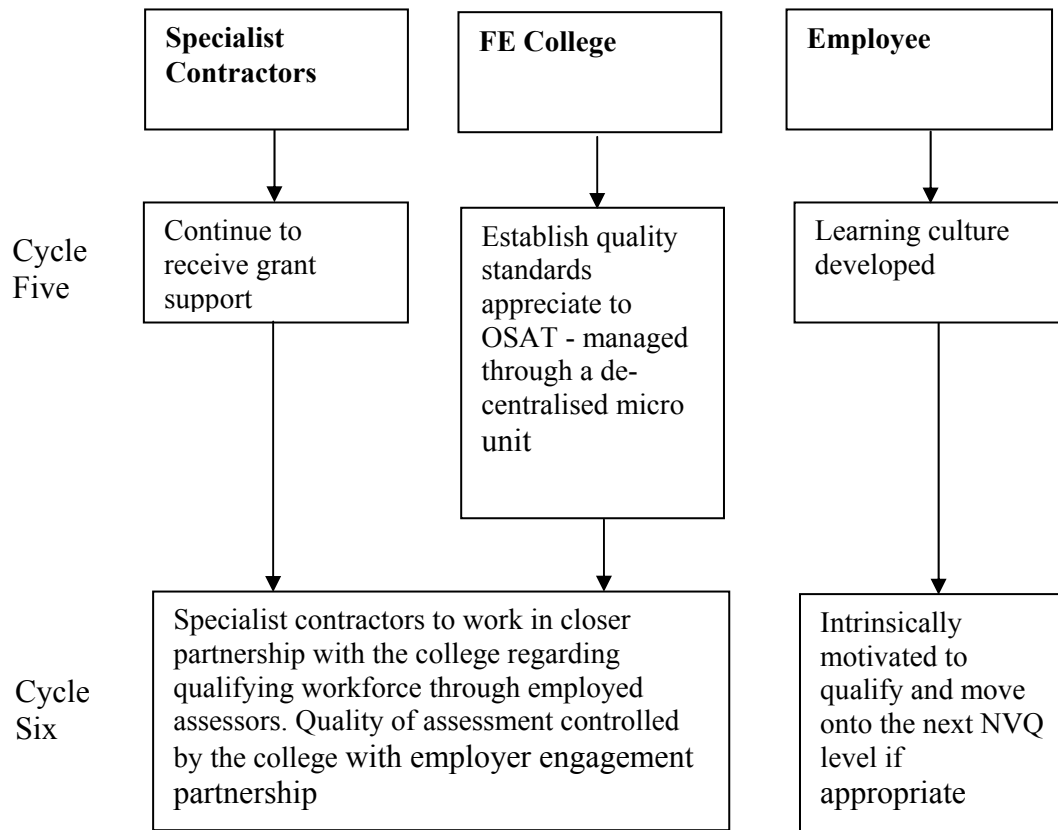 Specialist
Contractors
FE College
Employee
Cycle
Five
Continue to
receive grant
support
Establish quality
standards
appreciate to
OSAT - managed
through a de-
centralised micro
unit
Learning culture
developed
Cycle
Six
Specialist contractors to work in closer
partnership with the college regarding
qualifying workforce through employed
assessors. Quality of assessment controlled
by the college with employer engagement
partnership
Intrinsically
motivated to
qualify and move
onto the next NVQ
level if
appropriate